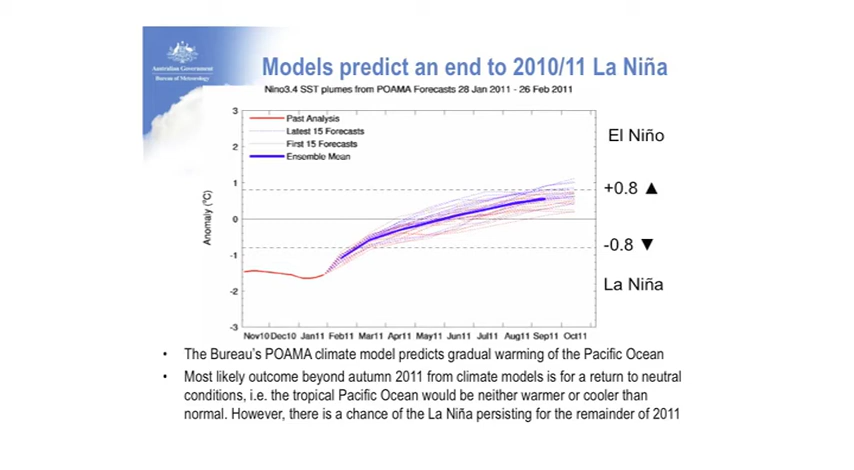 Australian Government
Bureau of Meteorology
Models predict an end to 2010/11 La Niña
Nino3.4 SST plumes from POAMA Forecasts 28 Jan 2011 - 26 Feb 2011
Past Analysis
Latest 15 Forecasts
First 15 Forecasts
Ensemble Mean
3
2
1
0
-1
-2
-3
Anomaly (°C)
Nov10 Dec10 Jan11 Feb11 Mar11 Apr11 May11 Jun11 Jul11 Aug11 Sep11 Oct11
El Niño
+0.8 ▲
-0.8 ▼
La Niña
• The Bureau's POAMA climate model predicts gradual warming of the Pacific Ocean
• Most likely outcome beyond autumn 2011 from climate models is for a return to neutral
conditions, i.e. the tropical Pacific Ocean would be neither warmer or cooler than
normal. However, there is a chance of the La Niña persisting for the remainder of 2011